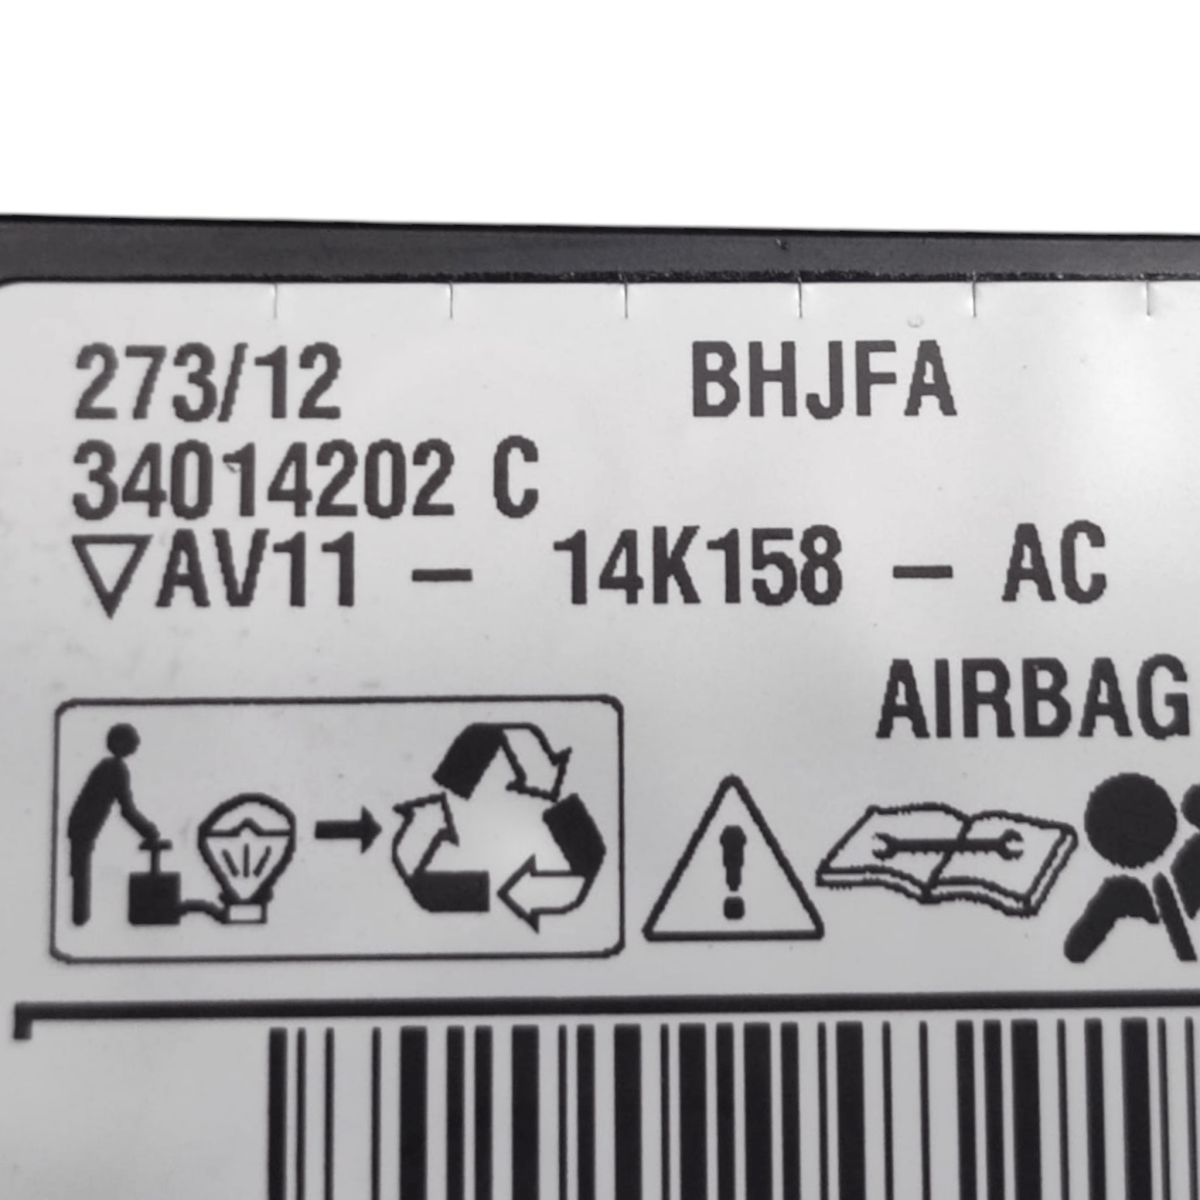 273/12 BHJFA
34014202 C
▽AV11 - 14K158 - AC
AIRBAG